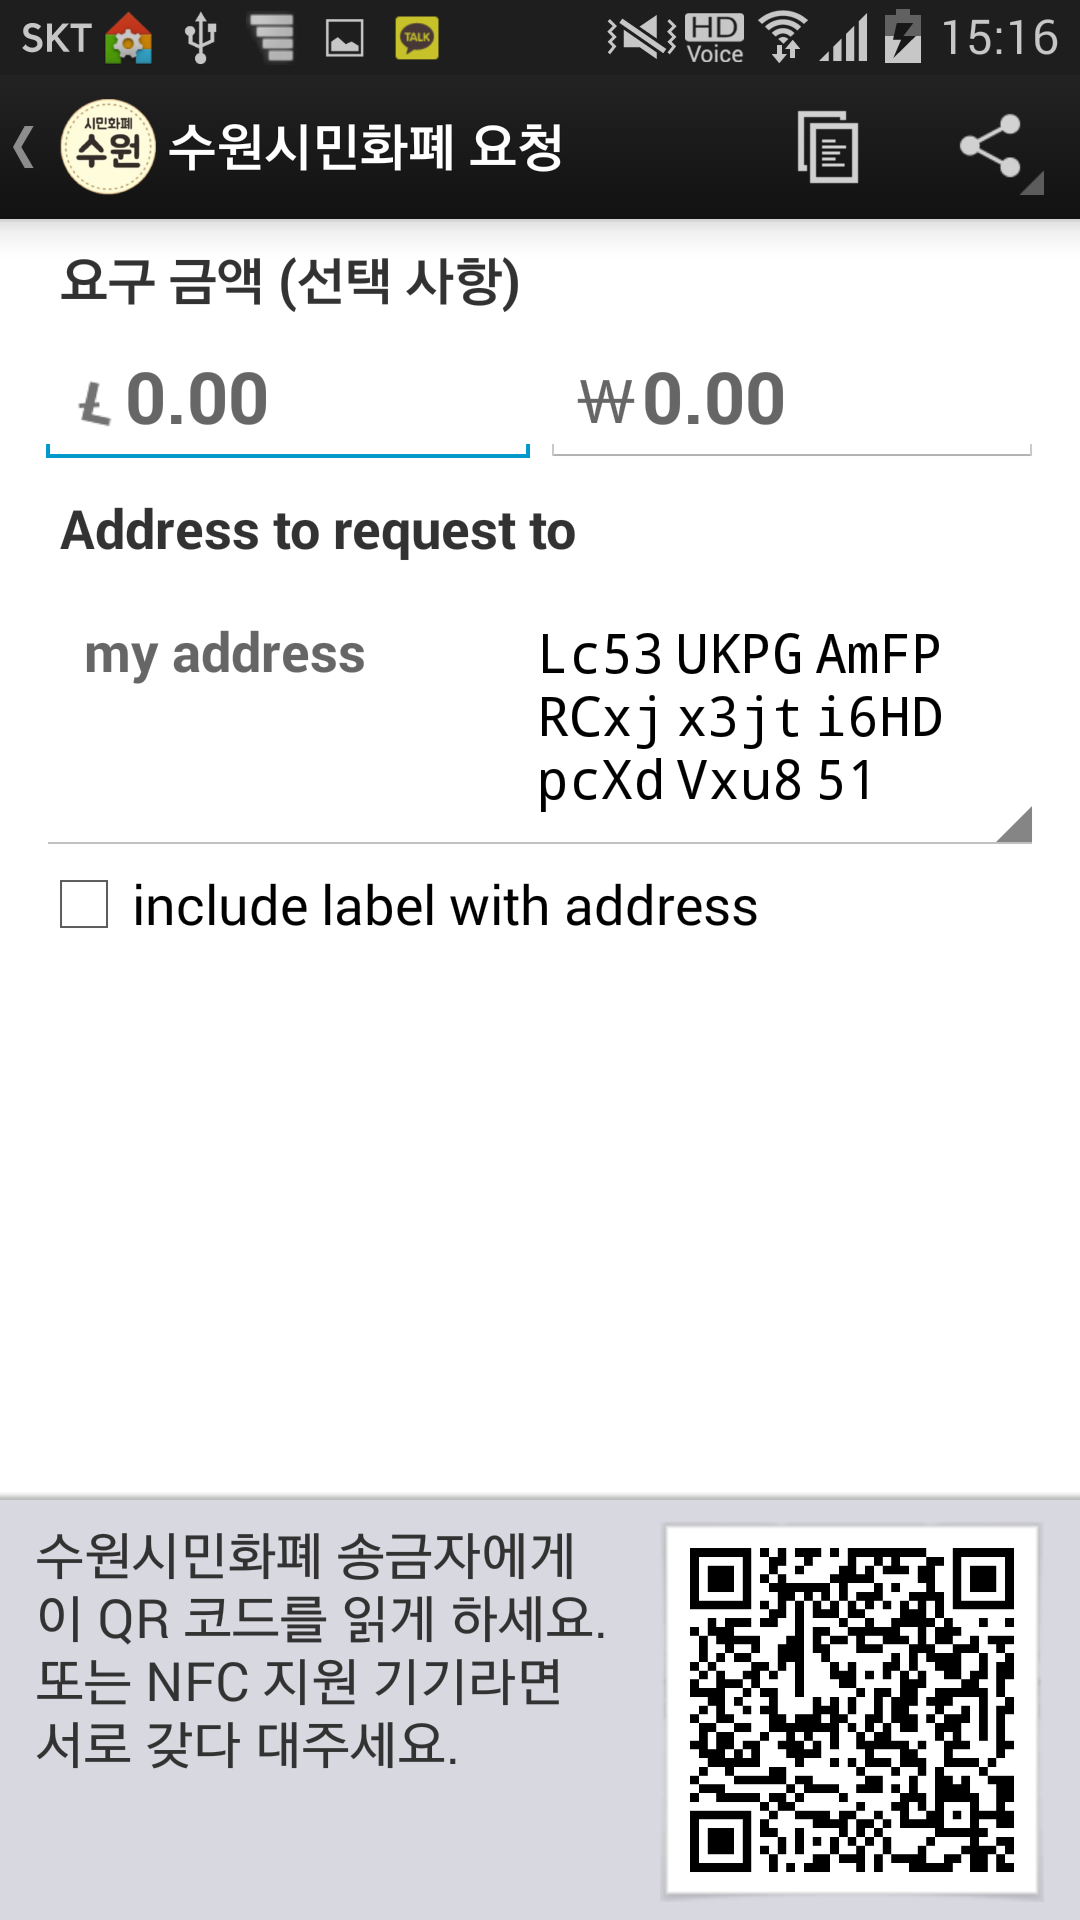 SKT TALK HD Voice 15:16
시민화폐 수원 수원시민화폐 요청
요구 금액 (선택 사항)
Ł 0.00 ₩ 0.00
Address to request to
my address Lc53 UKPG AmFP
RCxj x3jt i6HD
pcXd Vxu8 51
include label with address
수원시민화폐 송금자에게
이 QR 코드를 읽게 하세요.
또는 NFC 지원 기기라면
서로 갖다 대주세요.